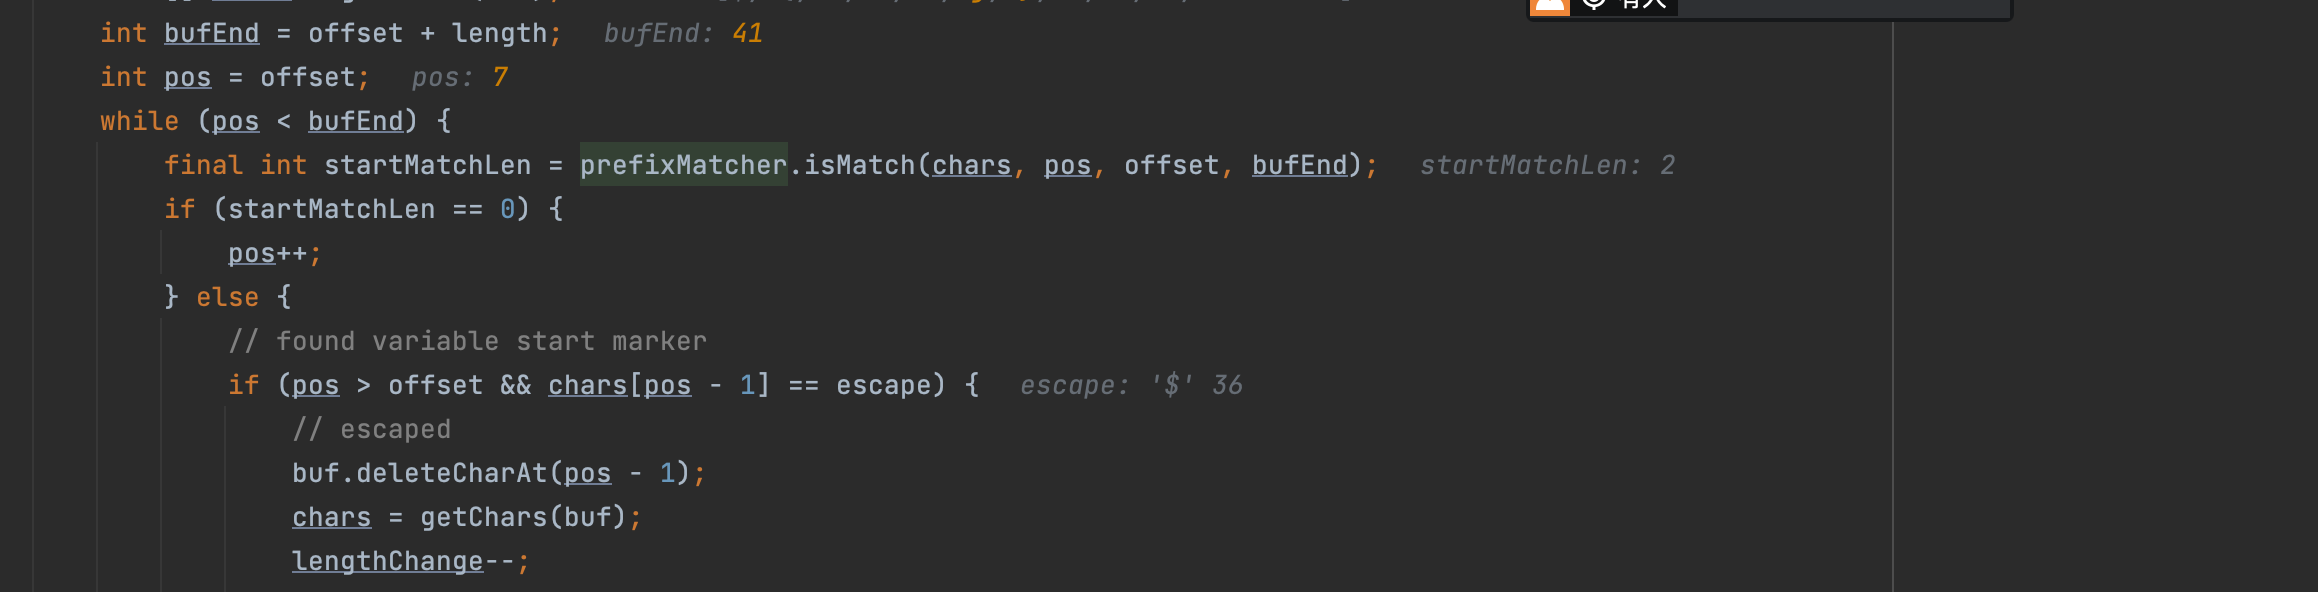 有人
int bufEnd = offset + length; bufEnd: 41
int pos = offset; pos: 7
while (pos < bufEnd) {
final int startMatchLen = prefixMatcher.isMatch(chars, pos, offset, bufEnd); startMatchLen: 2
if (startMatchLen == 0) {
pos++;
} else {
// found variable start marker
if (pos > offset && chars[pos - 1] == escape) { escape: '$' 36
// escaped
buf.deleteCharAt(pos - 1);
chars = getChars(buf);
lengthChange--;